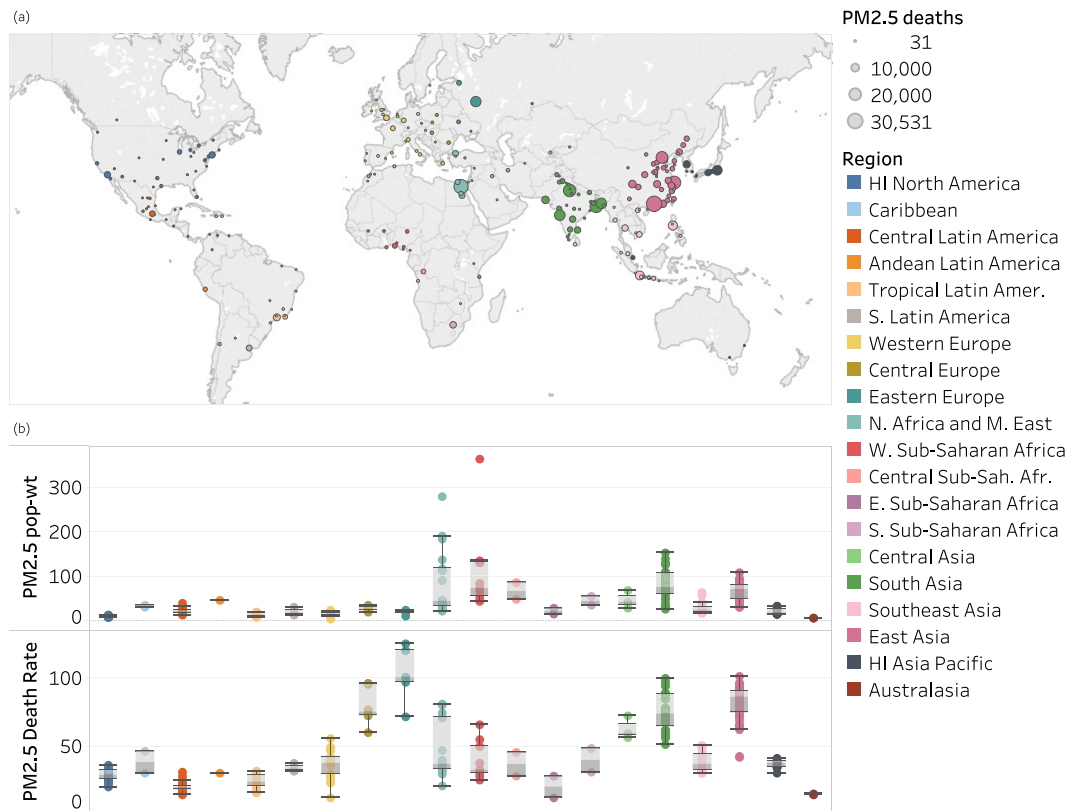 (a)
PM2.5 deaths
31
10,000
20,000
30,531
Region
HI North America
Caribbean
Central Latin America
Andean Latin America
Tropical Latin Amer.
S. Latin America
Western Europe
Central Europe
Eastern Europe
N. Africa and M. East
W. Sub-Saharan Africa
Central Sub-Sah. Afr.
E. Sub-Saharan Africa
S. Sub-Saharan Africa
Central Asia
South Asia
Southeast Asia
East Asia
HI Asia Pacific
Australasia
(b)
PM2.5 pop-wt
300
200
100
0
PM2.5 Death Rate
100
50
0